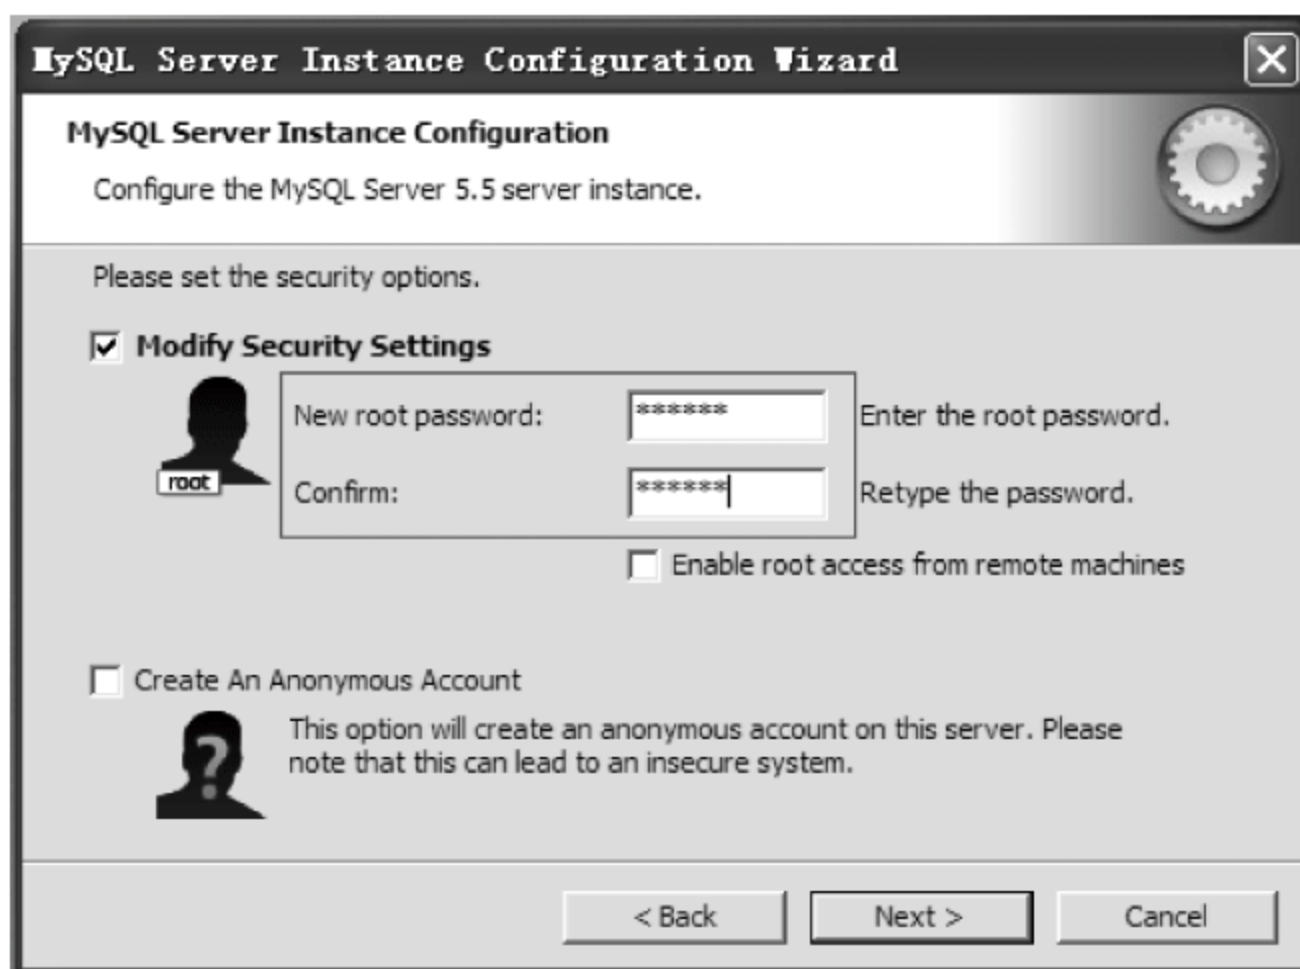 MySQL Server Instance Configuration Wizard
MySQL Server Instance Configuration
Configure the MySQL Server 5.5 server instance.
Please set the security options.
Modify Security Settings
New root password: ****** Enter the root password.
root
Confirm: ****** Retype the password.
Enable root access from remote machines
Create An Anonymous Account
This option will create an anonymous account on this server. Please
note that this can lead to an insecure system.
?
< Back Next > Cancel